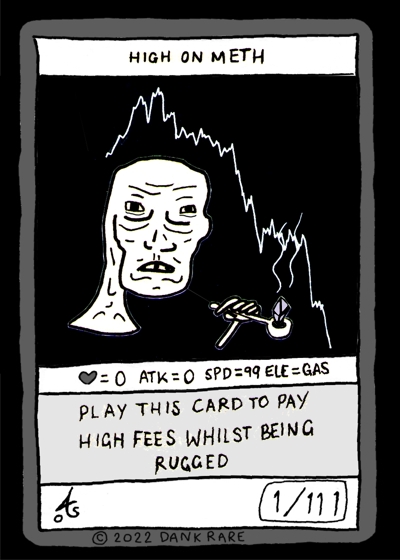 HIGH ON METH
♥=0 ATK=0 SPD=99 ELE=GAS
PLAY THIS CARD TO PAY
HIGH FEES WHILST BEING
RUGGED
1/111
© 2022 DANK RARE